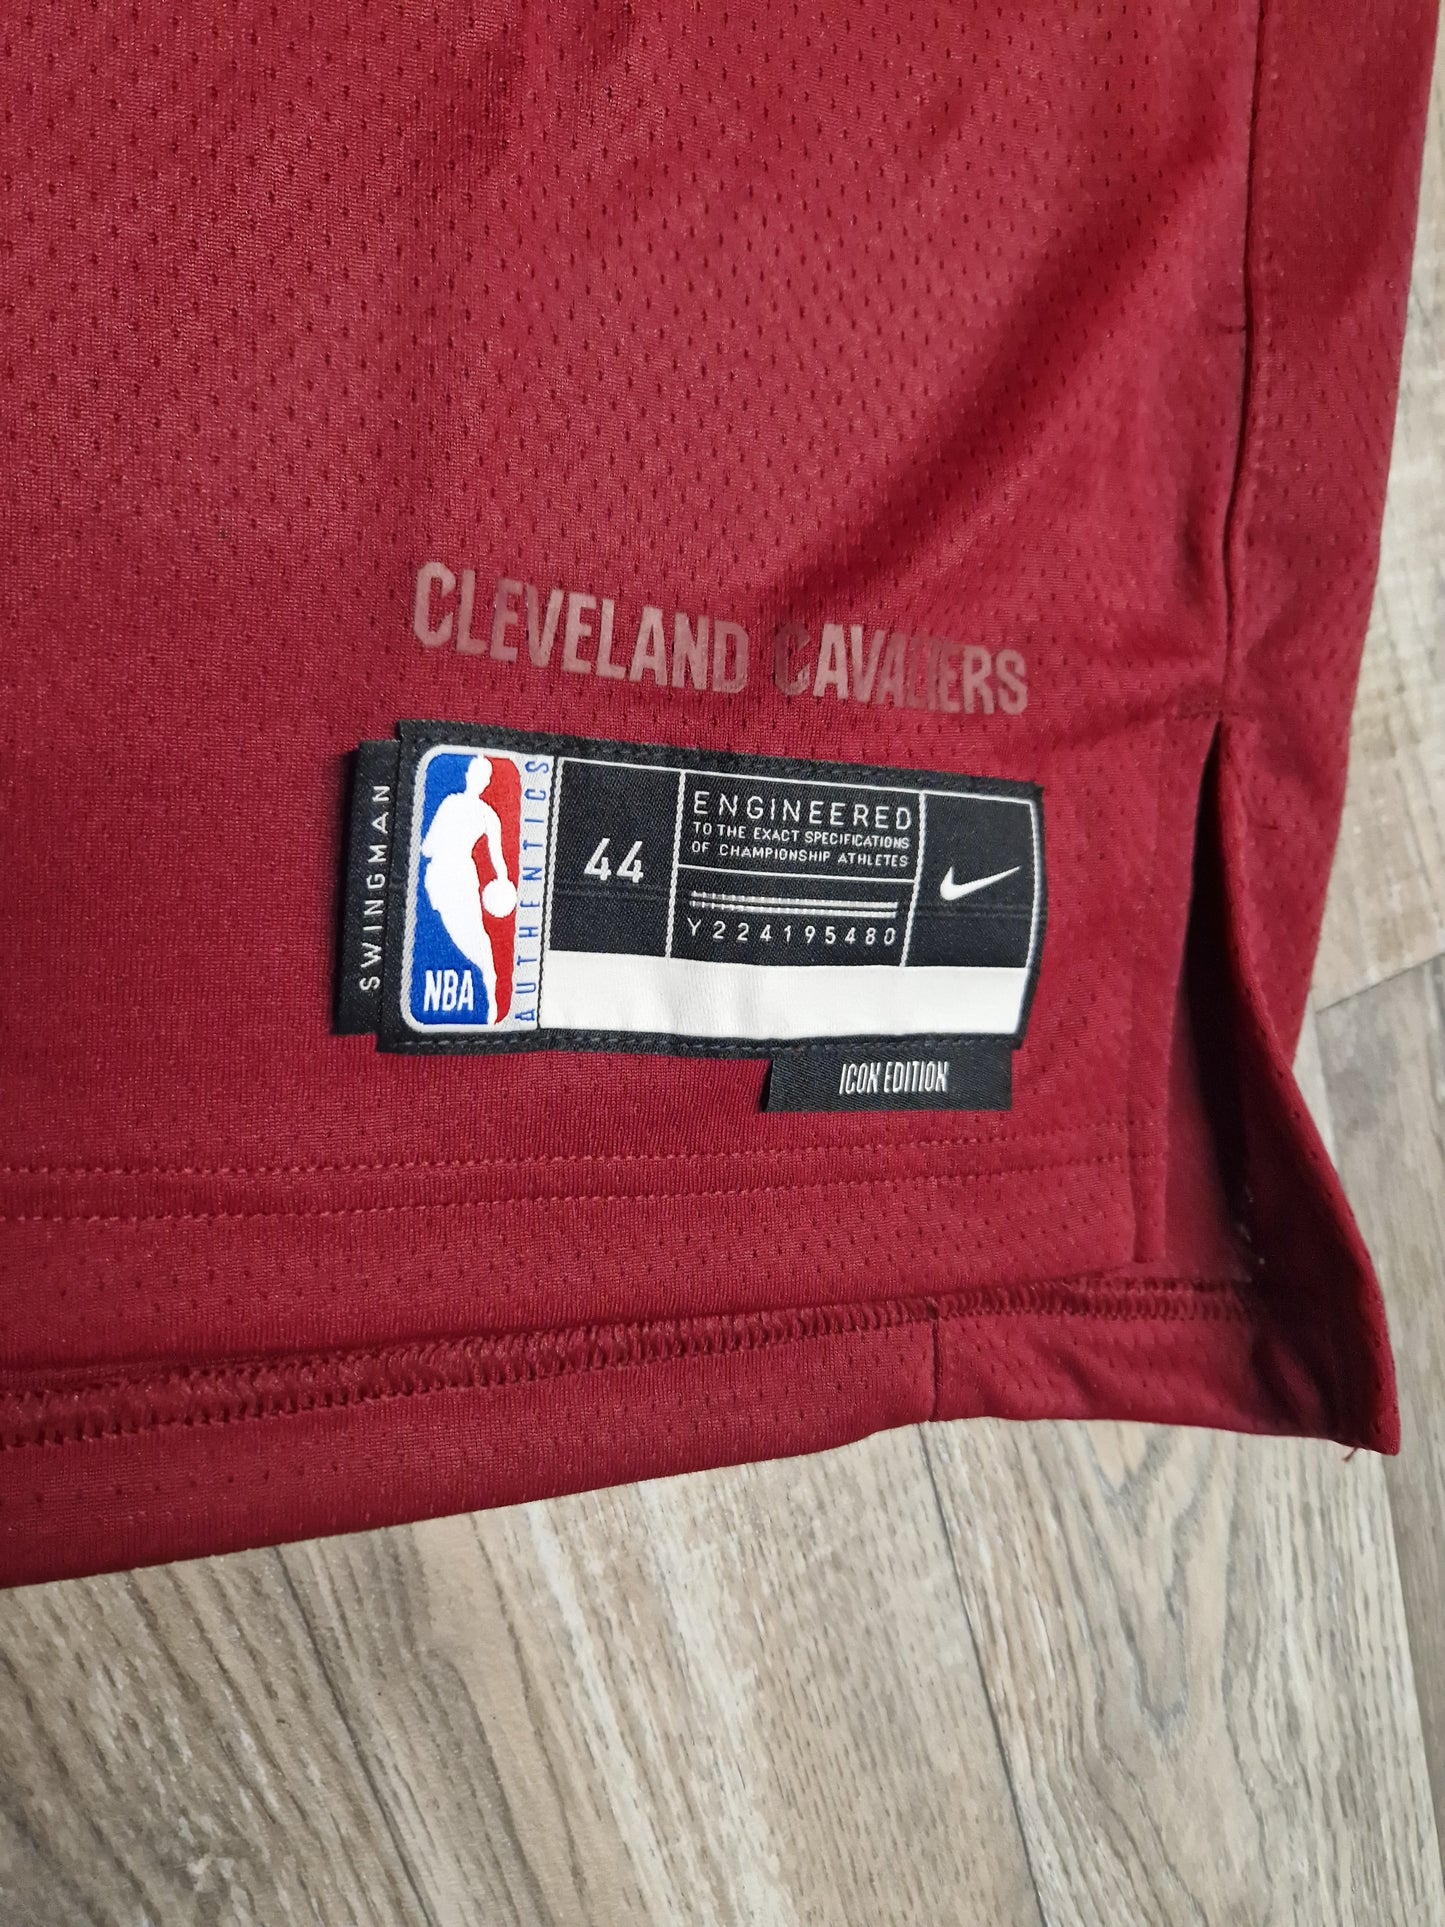 CLEVELAND CAVALIERS
SWINGMAN
NBA
AUTHENTICS
44
ENGINEERED
TO THE EXACT SPECIFICATIONS
OF CHAMPIONSHIP ATHLETES
Y224195480
ICON EDITION